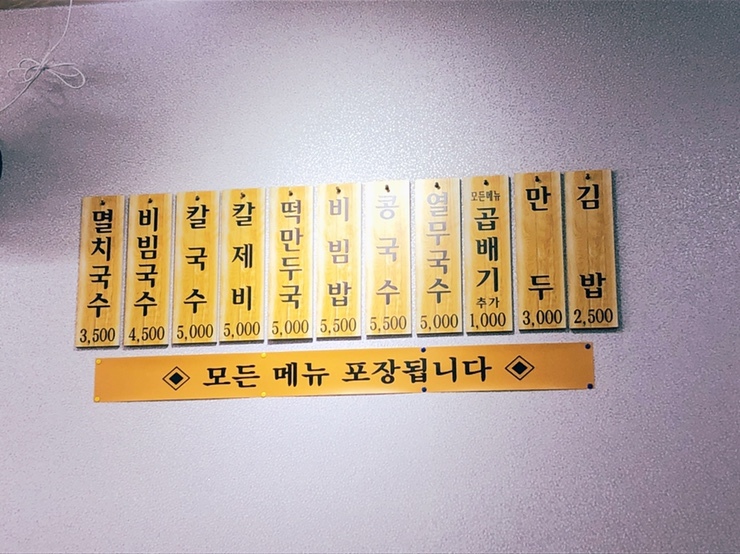 멸치국수 3,500
비빔국수 4,500
칼국수 5,000
칼제비 5,000
떡만두국 5,000
비빔밥 5,500
콩국수 5,500
열무국수 5,000
모든메뉴 곱배기 추가 1,000
만두 3,000
김밥 2,500
◈ 모든 메뉴 포장됩니다 ◈